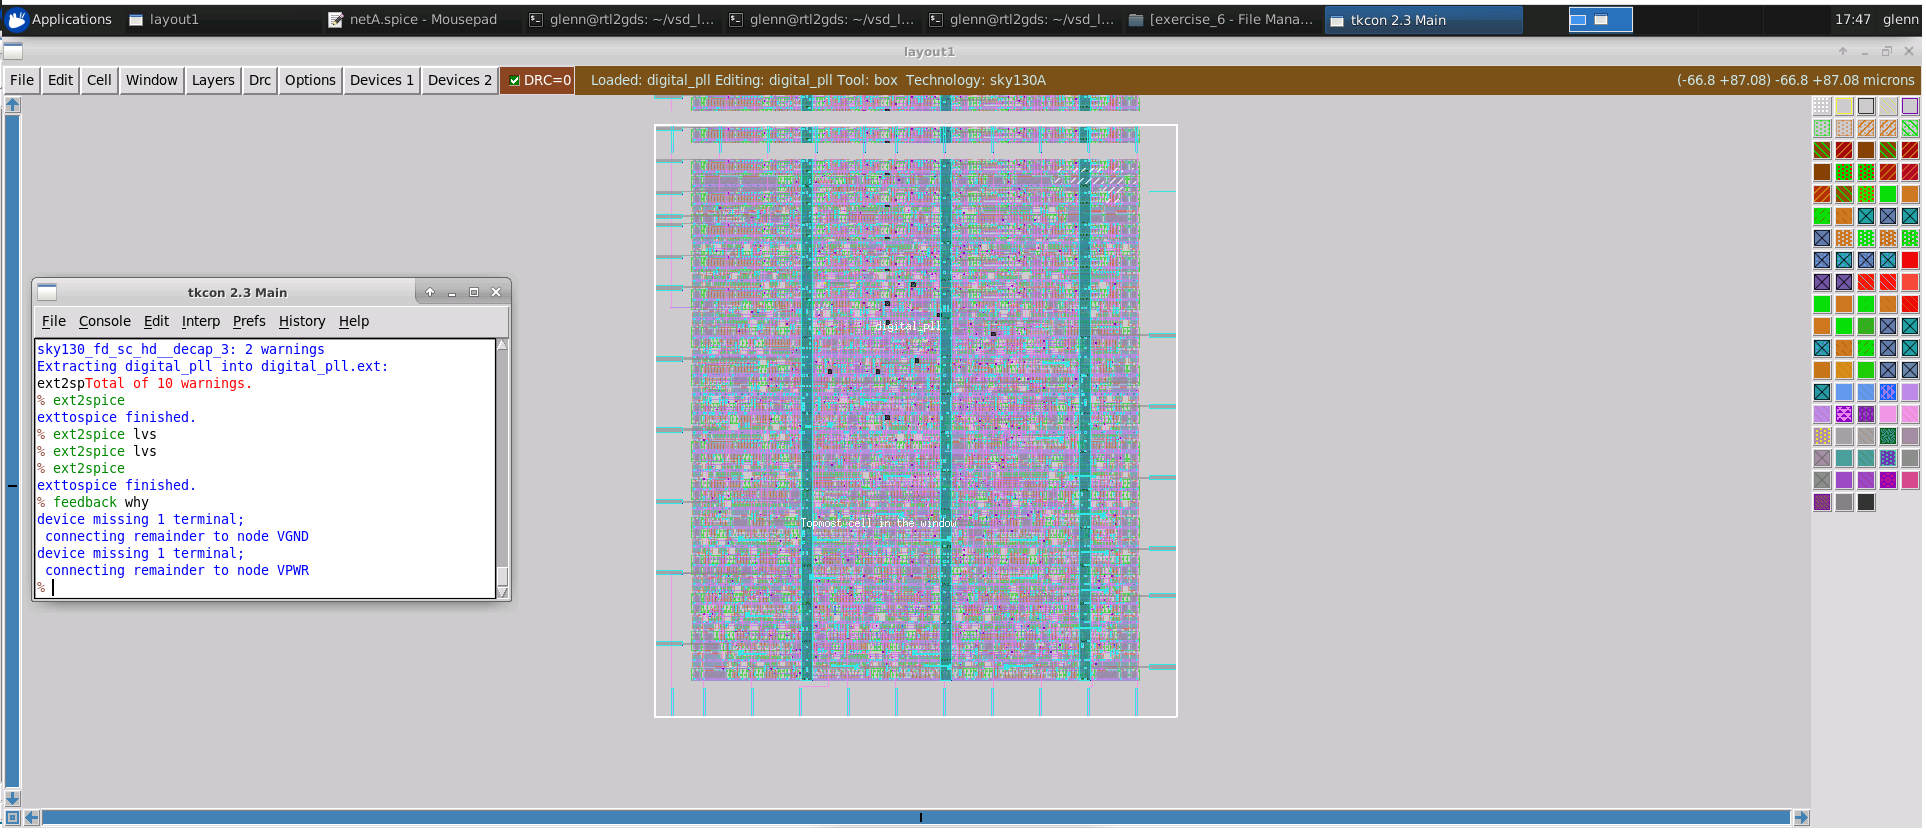 Applications
layout1
netA.spice - Mousepad
glenn@rtl2gds: ~/vsd_l...
glenn@rtl2gds: ~/vsd_l...
glenn@rtl2gds: ~/vsd_l...
[exercise_6 - File Mana...
tkcon 2.3 Main
17:47
glenn
layout1
File Edit Cell Window Layers Drc Options Devices 1 Devices 2 DRC=0 Loaded: digital_pll Editing: digital_pll Tool: box Technology: sky130A (-66.8 +87.08) -66.8 +87.08 microns
tkcon 2.3 Main
File Console Edit Interp Prefs History Help
sky130_fd_sc_hd__decap_3: 2 warnings
Extracting digital_pll into digital_pll.ext:
ext2spTotal of 10 warnings.
% ext2spice
exttospice finished.
% ext2spice lvs
% ext2spice lvs
% ext2spice
exttospice finished.
% feedback why
device missing 1 terminal;
connecting remainder to node VGND
device missing 1 terminal;
connecting remainder to node VPWR
%
digital_pll
Topmost cell in the window